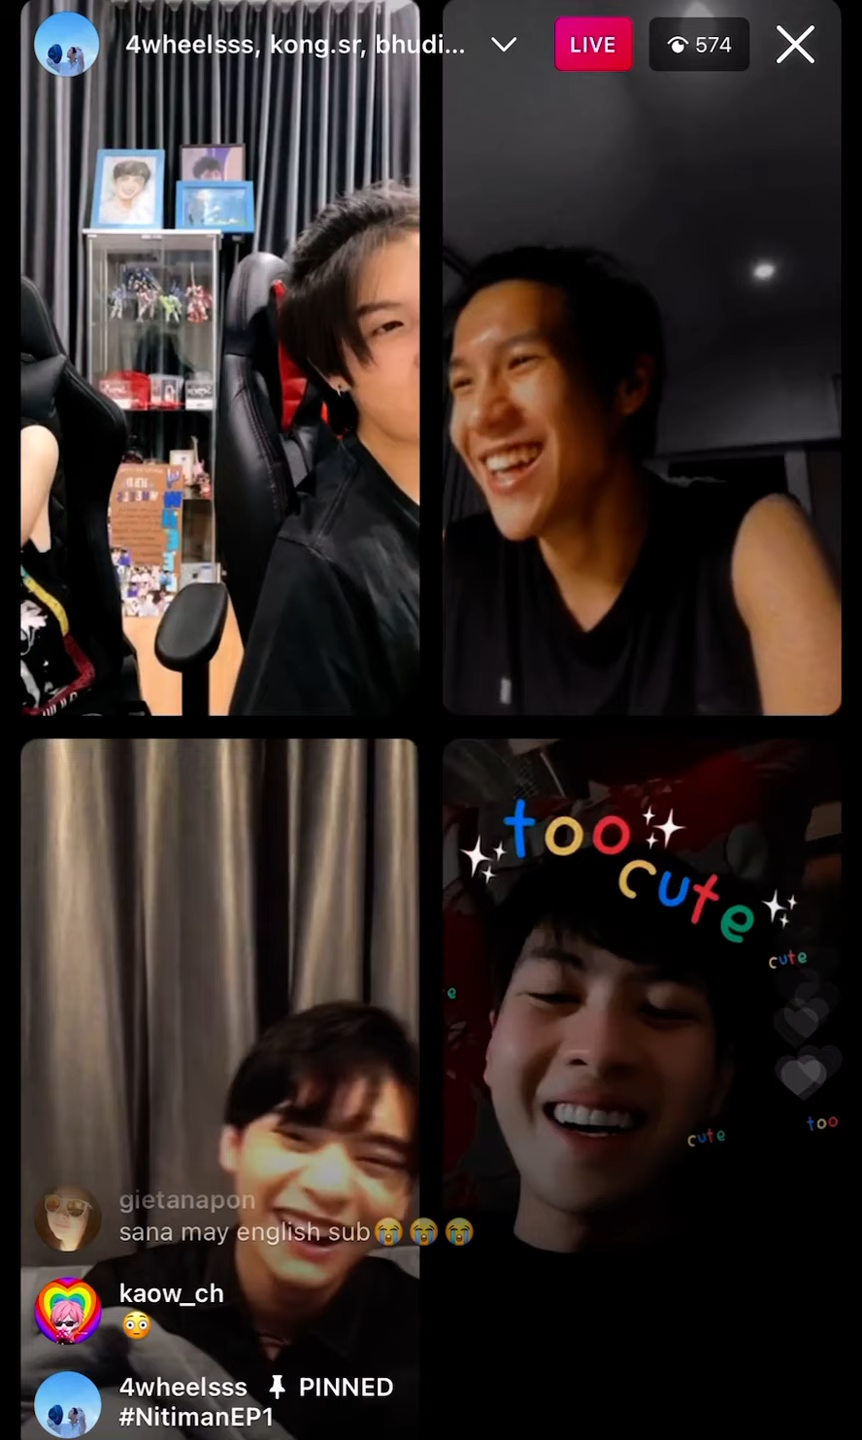 4wheelsss, kong.sr, bhudi...
LIVE
574
too
cute
cute
e
cute
too
gietanapon
sana may english sub😭😭😭
kaow_ch
😳
4wheelsss PINNED
#NitimanEP1